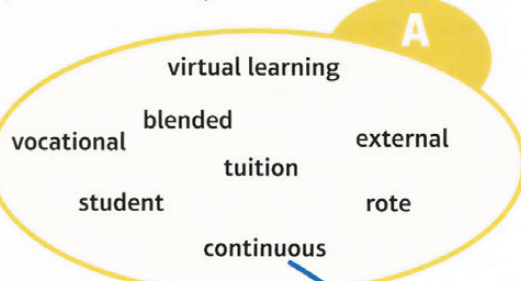 A
virtual learning
blended
vocational
external
tuition
student
rote
continuous